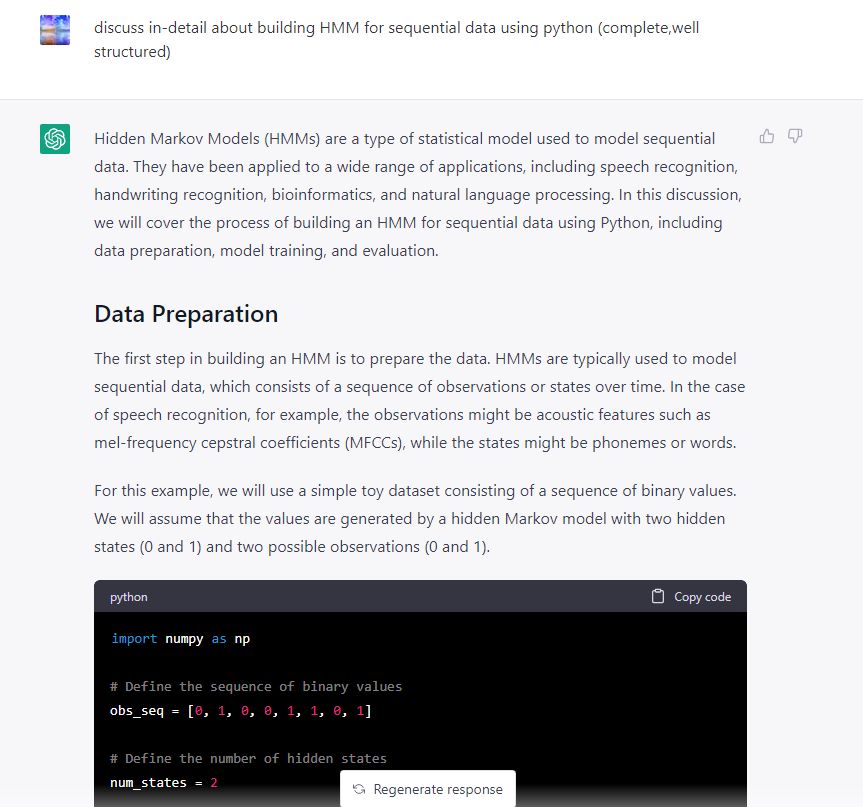 discuss in-detail about building HMM for sequential data using python (complete,well
structured)
Hidden Markov Models (HMMs) are a type of statistical model used to model sequential
data. They have been applied to a wide range of applications, including speech recognition,
handwriting recognition, bioinformatics, and natural language processing. In this discussion,
we will cover the process of building an HMM for sequential data using Python, including
data preparation, model training, and evaluation.
Data Preparation
The first step in building an HMM is to prepare the data. HMMs are typically used to model
sequential data, which consists of a sequence of observations or states over time. In the case
of speech recognition, for example, the observations might be acoustic features such as
mel-frequency cepstral coefficients (MFCCs), while the states might be phonemes or words.
For this example, we will use a simple toy dataset consisting of a sequence of binary values.
We will assume that the values are generated by a hidden Markov model with two hidden
states (0 and 1) and two possible observations (0 and 1).
python
Copy code
import numpy as np
# Define the sequence of binary values
obs_seq = [0, 1, 0, 0, 1, 1, 0, 1]
# Define the number of hidden states
num_states = 2
Regenerate response